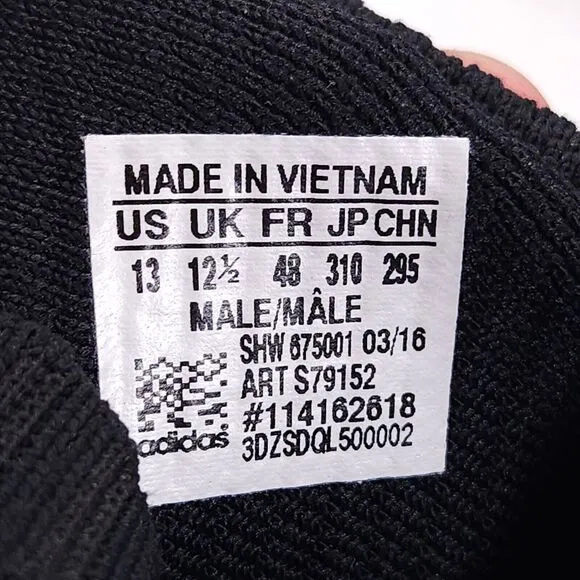 MADE IN VIETNAM
US UK FR JP CHN
13 12½ 48 310 295
MALE/MÂLE
SHW 675001 03/16
ART S79152
#114162618
adidas 3DZSDQL500002